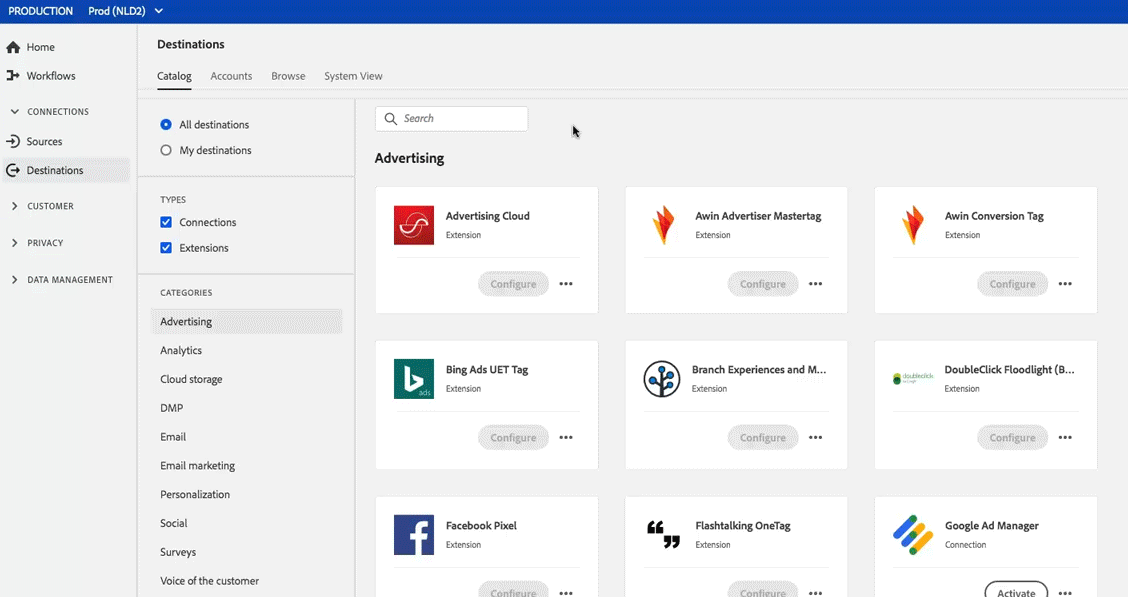 PRODUCTION Prod (NLD2)
Home
Workflows
CONNECTIONS
Sources
Destinations
CUSTOMER
PRIVACY
DATA MANAGEMENT
Destinations
Catalog Accounts Browse System View
All destinations
My destinations
TYPES
Connections
Extensions
CATEGORIES
Advertising
Analytics
Cloud storage
DMP
Email
Email marketing
Personalization
Social
Surveys
Voice of the customer
Search
Advertising
Advertising Cloud
Extension
Configure
Awin Advertiser Mastertag
Extension
Configure
Awin Conversion Tag
Extension
Configure
ads
Bing Ads UET Tag
Extension
Configure
Branch Experiences and M...
Extension
Configure
doubleclick
DoubleClick Floodlight (B...
Extension
Configure
Facebook Pixel
Extension
Configure
Flashtalking OneTag
Extension
Configure
Google Ad Manager
Connection
Activate